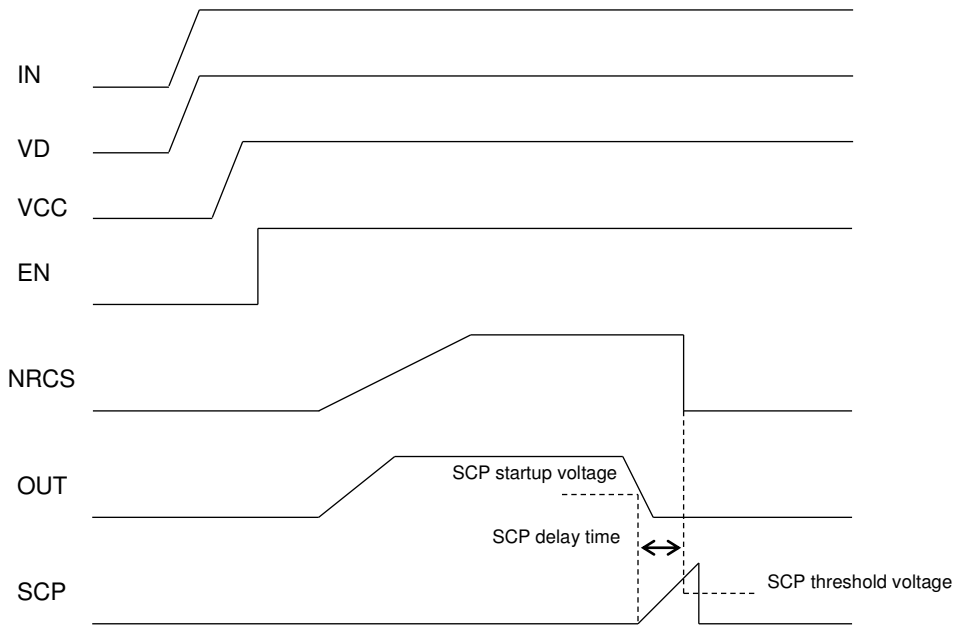 IN
VD
VCC
EN
NRCS
OUT
SCP startup voltage
SCP delay time
SCP
SCP threshold voltage